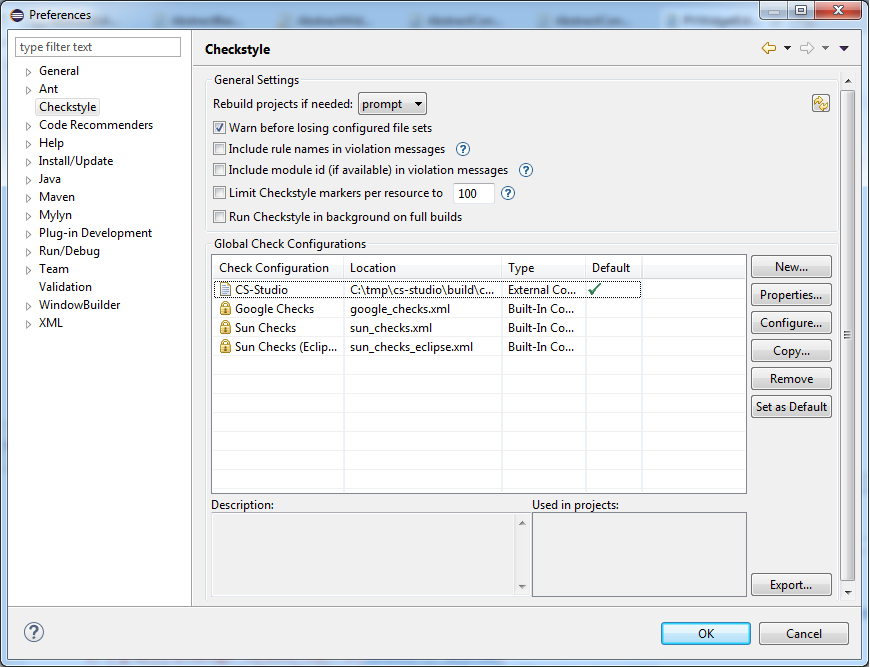 Preferences
type filter text
General
Ant
Checkstyle
Code Recommenders
Help
Install/Update
Java
Maven
Mylyn
Plug-in Development
Run/Debug
Team
Validation
WindowBuilder
XML
Checkstyle
General Settings
Rebuild projects if needed: prompt
Warn before losing configured file sets
Include rule names in violation messages
Include module id (if available) in violation messages
Limit Checkstyle markers per resource to 100
Run Checkstyle in background on full builds
Global Check Configurations
Check Configuration Location Type Default
CS-Studio C:\tmp\cs-studio\build\c... External Co...
Google Checks google_checks.xml Built-In Co...
Sun Checks sun_checks.xml Built-In Co...
Sun Checks (Eclip... sun_checks_eclipse.xml Built-In Co...
New...
Properties...
Configure...
Copy...
Remove
Set as Default
Description: Used in projects:
Export...
OK Cancel